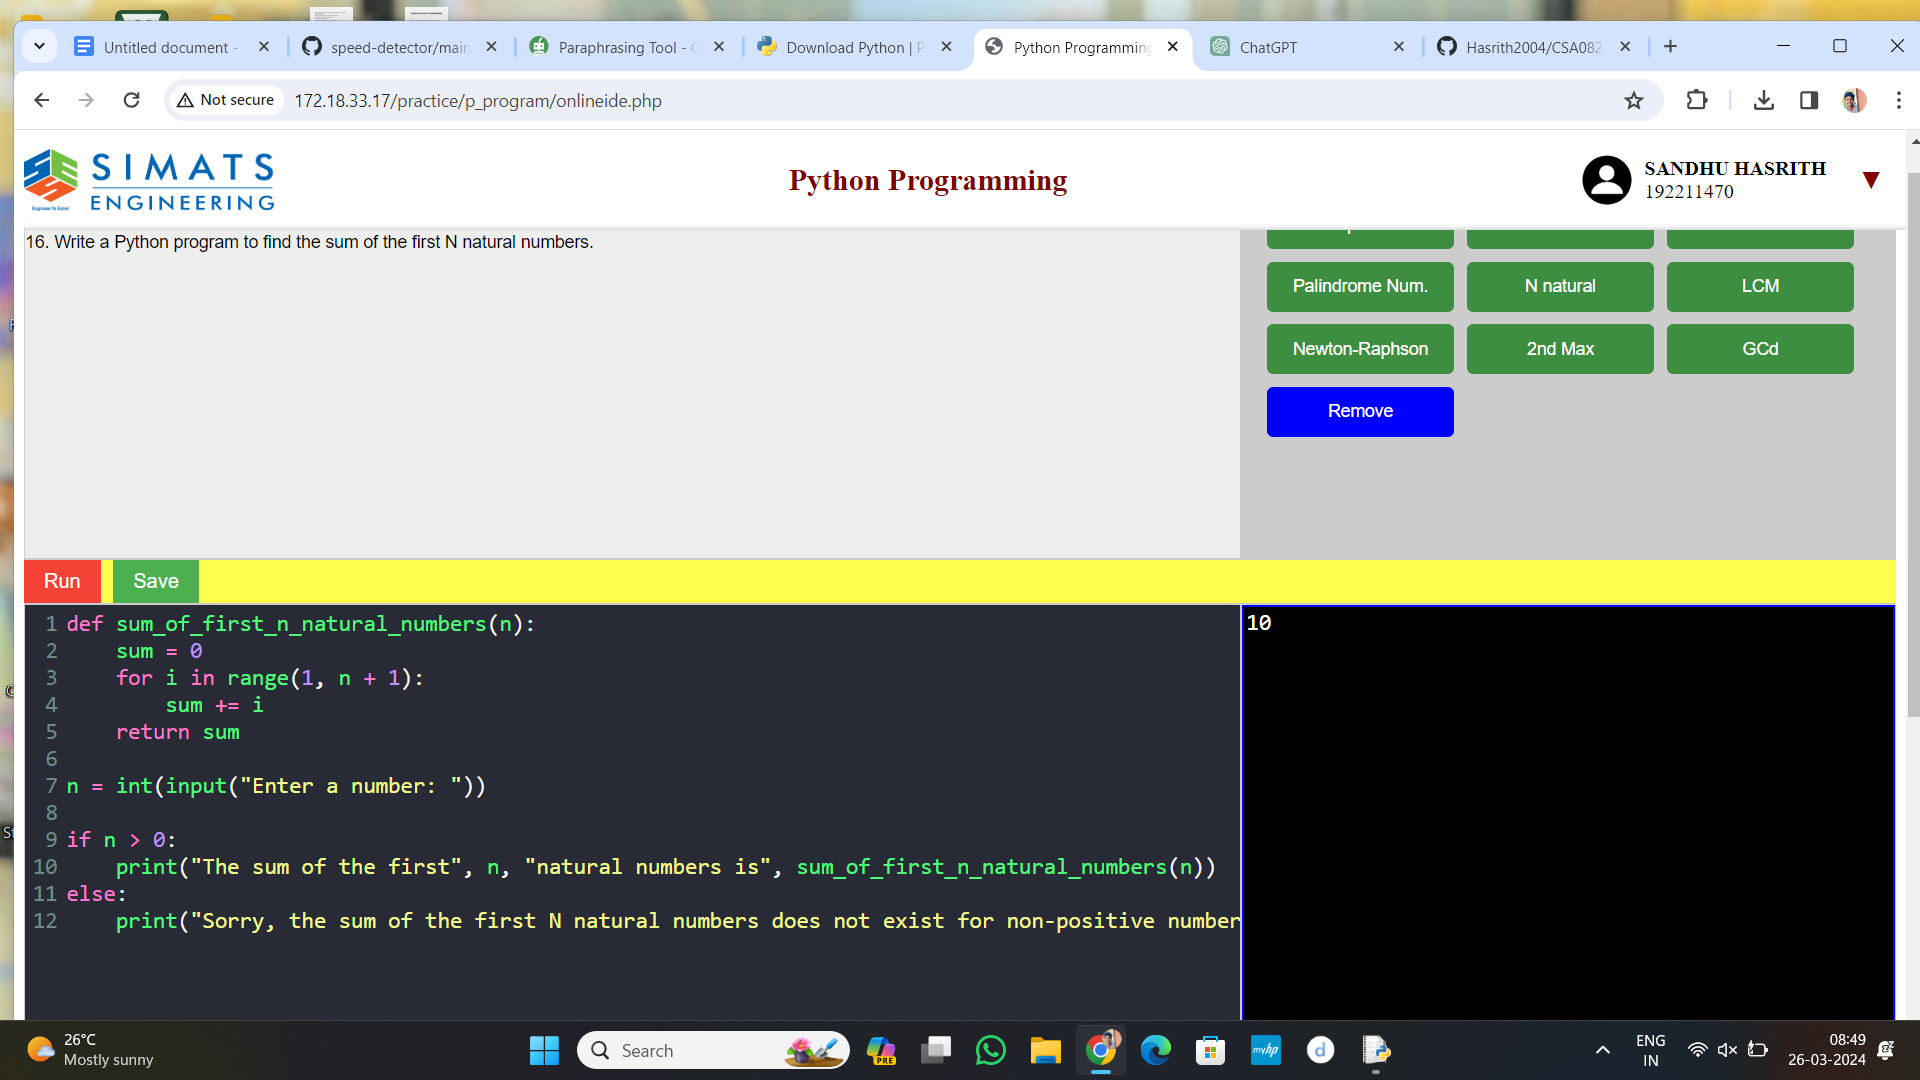 Untitled document -
speed-detector/main
Paraphrasing Tool -
Download Python | P
Python Programming
ChatGPT
Hasrith2004/CSA082
Not secure
172.18.33.17/practice/p_program/onlineide.php
SIMATS
ENGINEERING
Engineer to Excel
Python Programming
SANDHU HASRITH
192211470
16. Write a Python program to find the sum of the first N natural numbers.
Palindrome Num.
N natural
LCM
Newton-Raphson
2nd Max
GCd
Remove
Run
Save
1 def sum_of_first_n_natural_numbers(n):
2 sum = 0
3 for i in range(1, n + 1):
4 sum += i
5 return sum
6
7 n = int(input("Enter a number: "))
8
9 if n > 0:
10 print("The sum of the first", n, "natural numbers is", sum_of_first_n_natural_numbers(n))
11 else:
12 print("Sorry, the sum of the first N natural numbers does not exist for non-positive number
10
26°C
Mostly sunny
Search
PRE
myhp
d
ENG
IN
08:49
26-03-2024